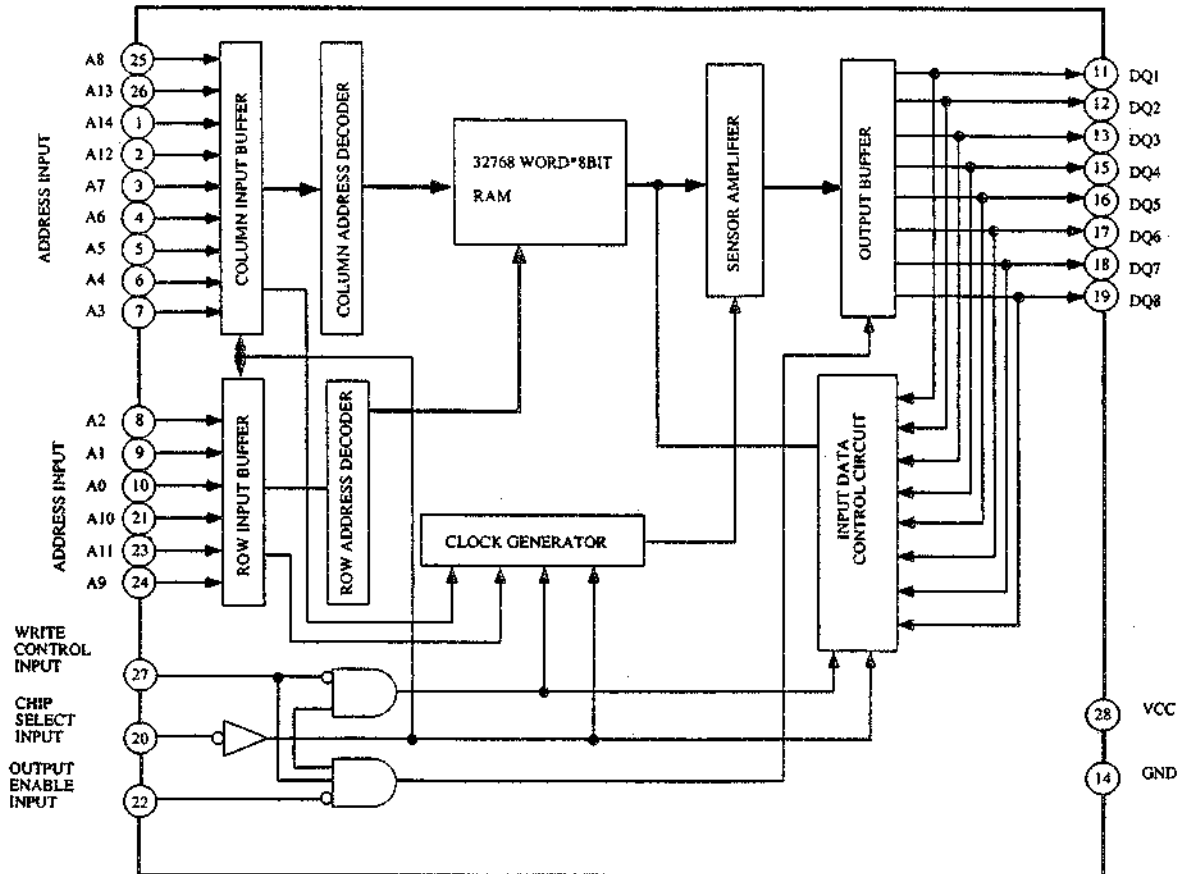 ADDRESS INPUT
A8 25
A13 26
A14 1
A12 2
A7 3
A6 4
A5 5
A4 6
A3 7
COLUMN INPUT BUFFER
COLUMN ADDRESS DECODER
32768 WORD*8BIT
RAM
SENSOR AMPLIFIER
OUTPUT BUFFER
11 DQ1
12 DQ2
13 DQ3
15 DQ4
16 DQ5
17 DQ6
18 DQ7
19 DQ8
ADDRESS INPUT
A2 8
A1 9
A0 10
A10 21
A11 23
A9 24
ROW INPUT BUFFER
ROW ADDRESS DECODER
CLOCK GENERATOR
INPUT DATA
CONTROL CIRCUIT
WRITE
CONTROL
INPUT
27
CHIP
SELECT
INPUT
20
OUTPUT
ENABLE
INPUT
22
28 VCC
14 GND